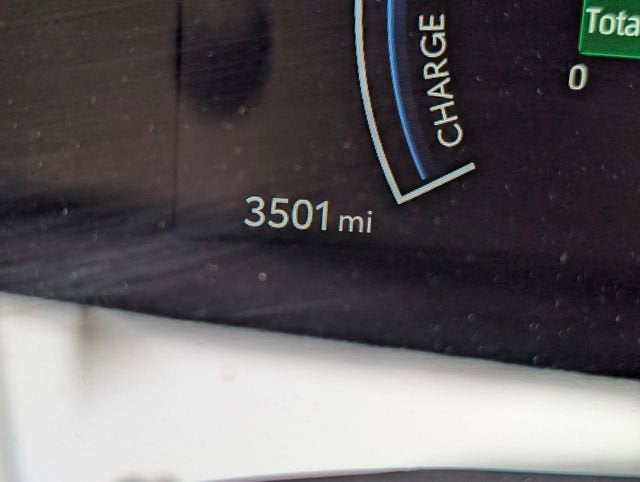 CHARGE
Tota
0
3501 mi